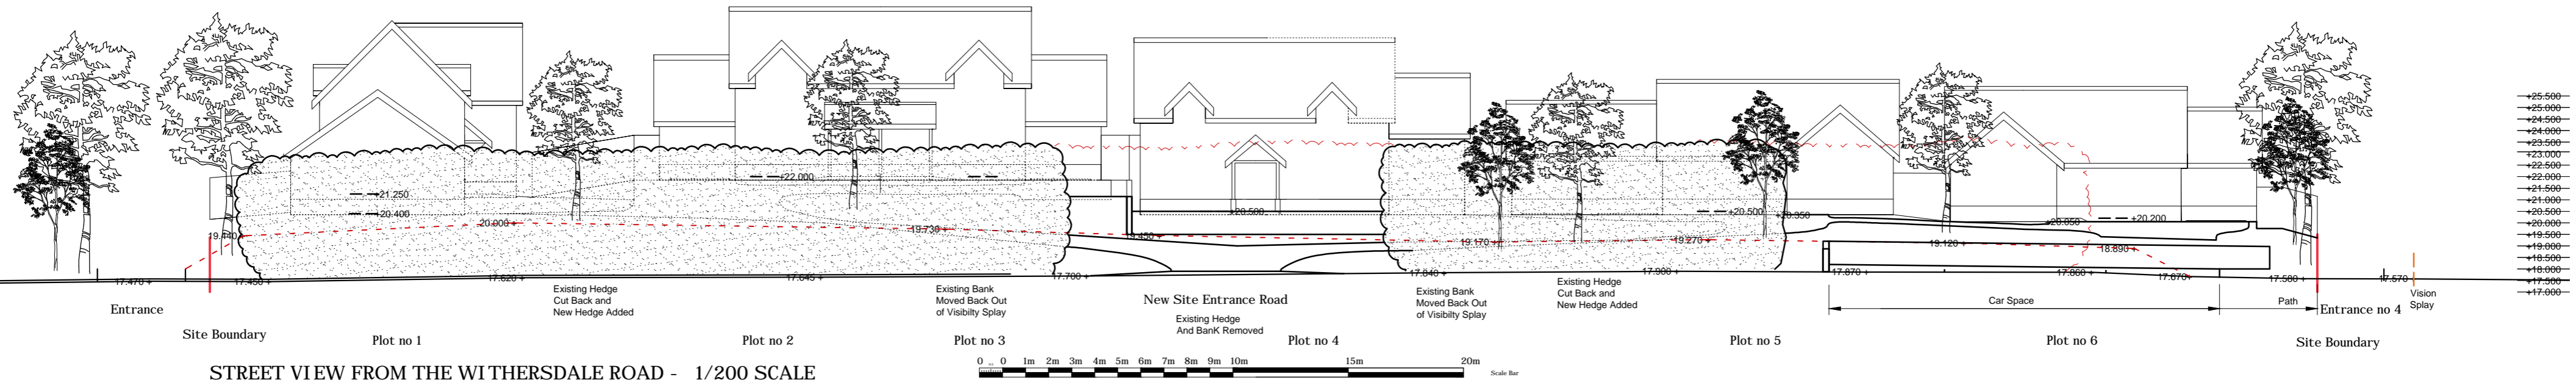 +25.500
+25.000
+24.500
+24.000
+23.500
+23.000
+22.500
+22.000
+21.500
+21.000
+20.500
+20.000
+19.500
+19.000
+18.500
+18.000
+17.500
+17.000
+22.000
+21.250
+20.400
+20.500
+20.500
+20.350
+20.050
+20.200
19.440+
20.000+
19.730+
19.450+
19.170+
19.270+
19.120+
18.890+
17.470+
17.450+
17.620+
17.645+
17.700+
17.840+
17.900+
17.870+
17.860+
17.670+
17.580+
17.570
Entrance
Site Boundary
Plot no 1
Existing Hedge
Cut Back and
New Hedge Added
Plot no 2
Existing Bank
Moved Back Out
of Visibilty Splay
Plot no 3
New Site Entrance Road
Existing Hedge
And BanK Removed
Plot no 4
Existing Bank
Moved Back Out
of Visibilty Splay
Existing Hedge
Cut Back and
New Hedge Added
Plot no 5
Car Space
Plot no 6
Path
Entrance no 4
Vision
Splay
Site Boundary
STREET VIEW FROM THE WITHERSDALE ROAD - 1/200 SCALE
0 0 1m 2m 3m 4m 5m 6m 7m 8m 9m 10m 15m 20m
Scale Bar